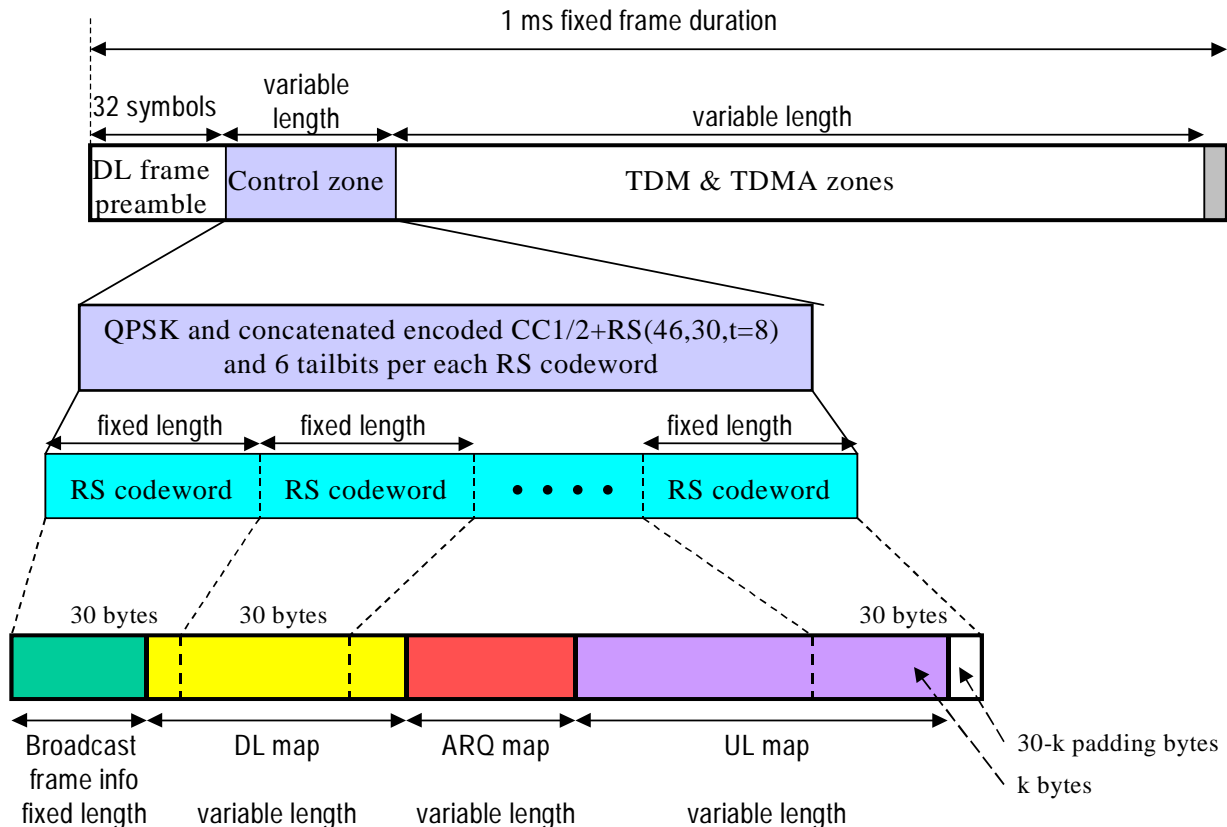 1 ms fixed frame duration
32 symbols
variable
length
variable length
DL frame
preamble
Control zone
TDM & TDMA zones
QPSK and concatenated encoded CC1/2+RS(46,30,t=8)
and 6 tailbits per each RS codeword
fixed length
fixed length
fixed length
RS codeword
RS codeword
• • • •
RS codeword
30 bytes
30 bytes
30 bytes
Broadcast
frame info
fixed length
DL map
variable length
ARQ map
variable length
UL map
variable length
30-k padding bytes
k bytes